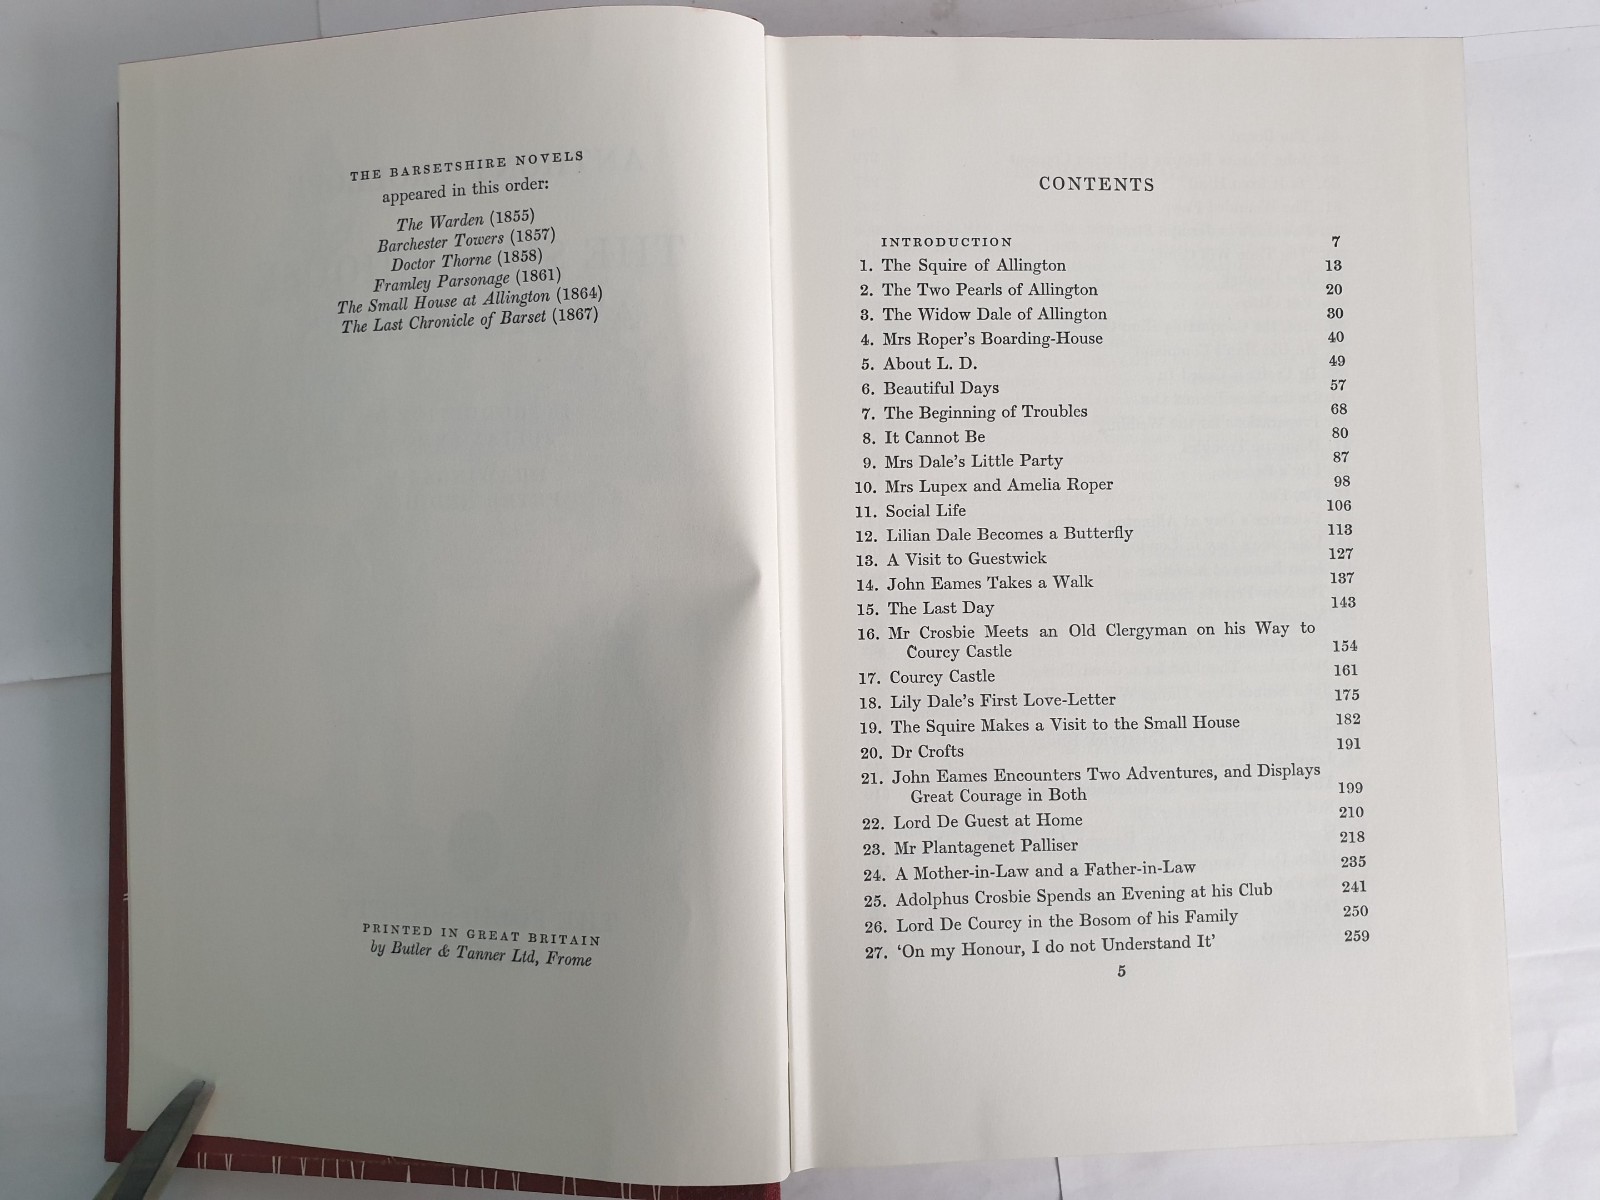 THE BARSETSHIRE NOVELS
appeared in this order:
The Warden (1855)
Barchester Towers (1857)
Doctor Thorne (1858)
Framley Parsonage (1861)
The Small House at Allington (1864)
The Last Chronicle of Barset (1867)
PRINTED IN GREAT BRITAIN
by Butler & Tanner Ltd, Frome
CONTENTS
INTRODUCTION 7
1. The Squire of Allington 13
2. The Two Pearls of Allington 20
3. The Widow Dale of Allington 30
4. Mrs Roper's Boarding-House 40
5. About L. D. 49
6. Beautiful Days 57
7. The Beginning of Troubles 68
8. It Cannot Be 80
9. Mrs Dale's Little Party 87
10. Mrs Lupex and Amelia Roper 98
11. Social Life 106
12. Lilian Dale Becomes a Butterfly 113
13. A Visit to Guestwick 127
14. John Eames Takes a Walk 137
15. The Last Day 143
16. Mr Crosbie Meets an Old Clergyman on his Way to
Courcy Castle 154
17. Courcy Castle 161
18. Lily Dale's First Love-Letter 175
19. The Squire Makes a Visit to the Small House 182
20. Dr Crofts 191
21. John Eames Encounters Two Adventures, and Displays
Great Courage in Both 199
22. Lord De Guest at Home 210
23. Mr Plantagenet Palliser 218
24. A Mother-in-Law and a Father-in-Law 235
25. Adolphus Crosbie Spends an Evening at his Club 241
26. Lord De Courcy in the Bosom of his Family 250
27. 'On my Honour, I do not Understand It' 259
5